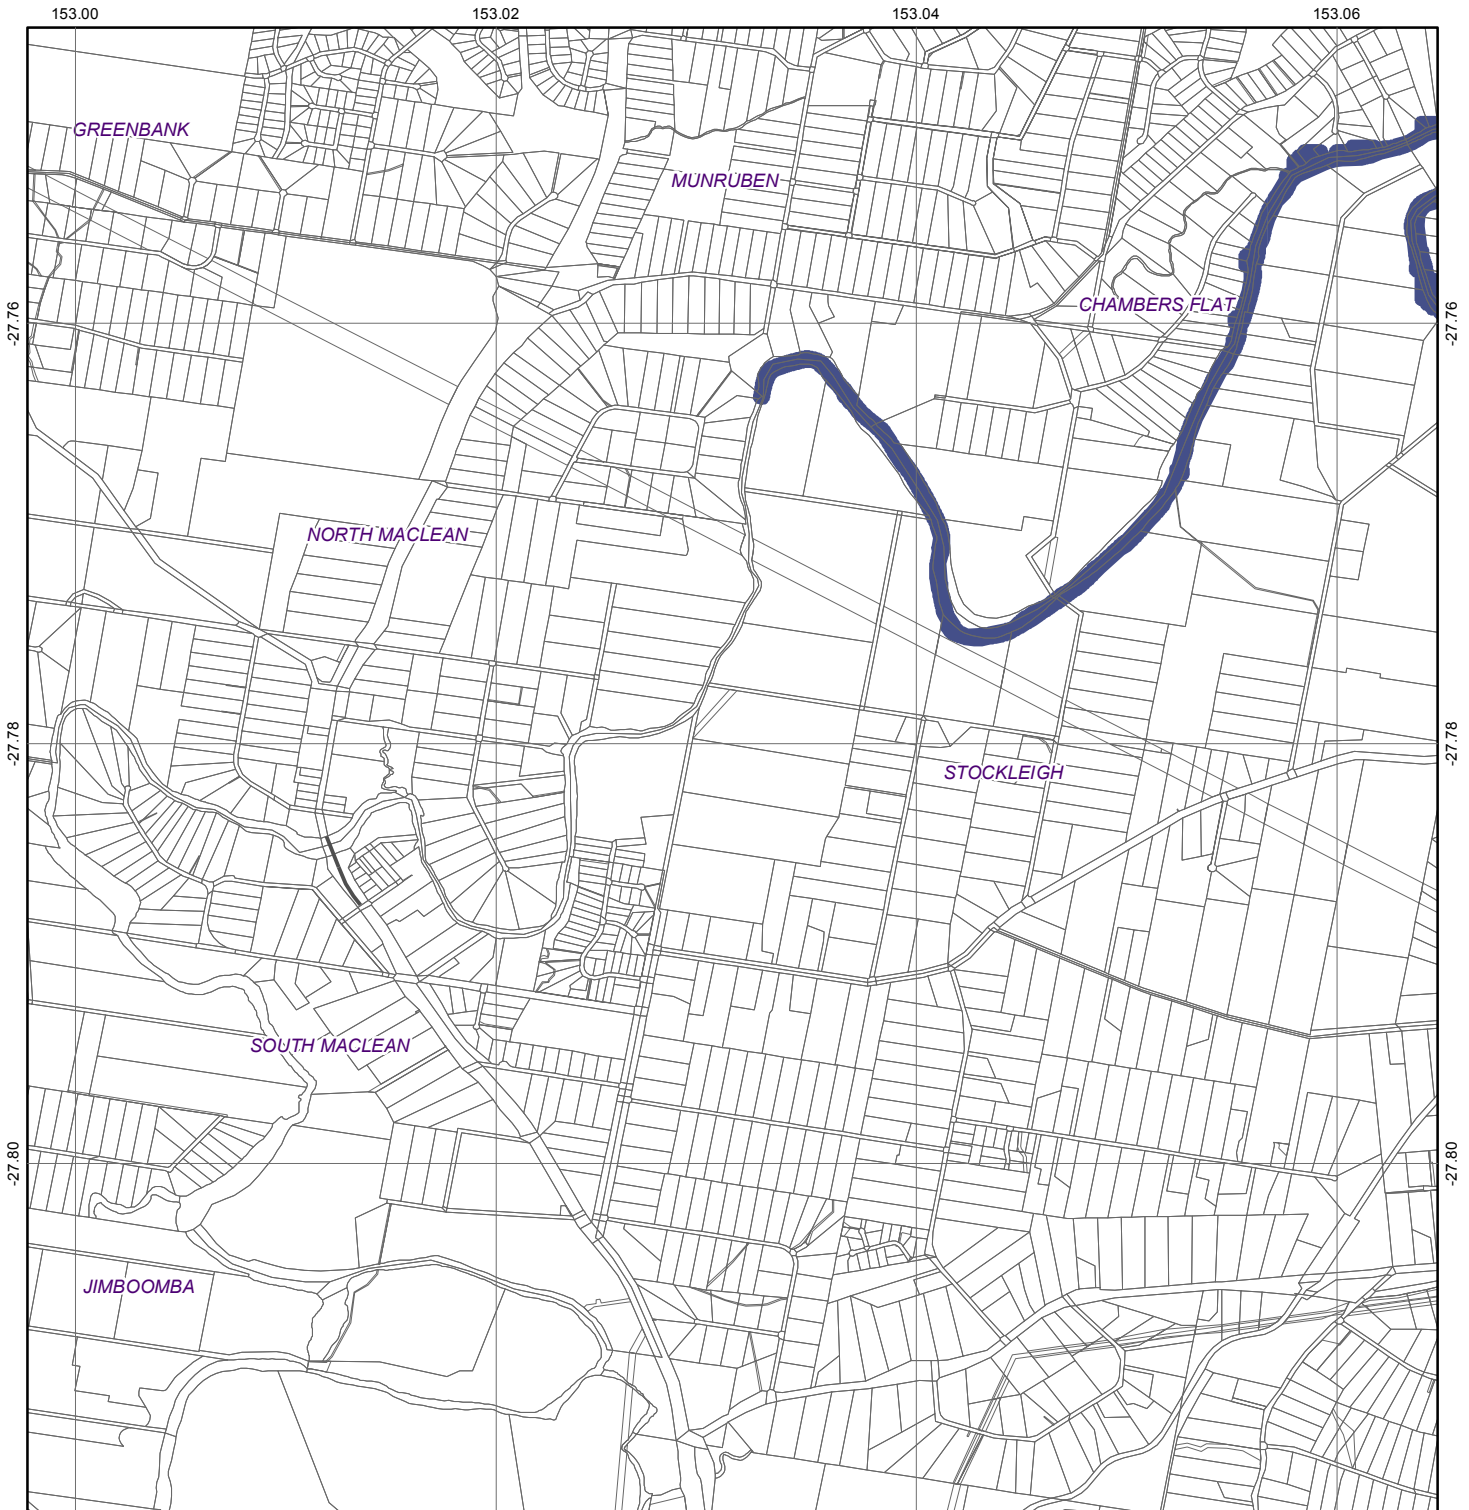 153.00 153.02 153.04 153.06
GREENBANK
MUNRUBEN
CHAMBERS FLAT
-27.76 -27.76
NORTH MACLEAN
-27.78 -27.78
STOCKLEIGH
SOUTH MACLEAN
-27.80 -27.80
JIMBOOMBA